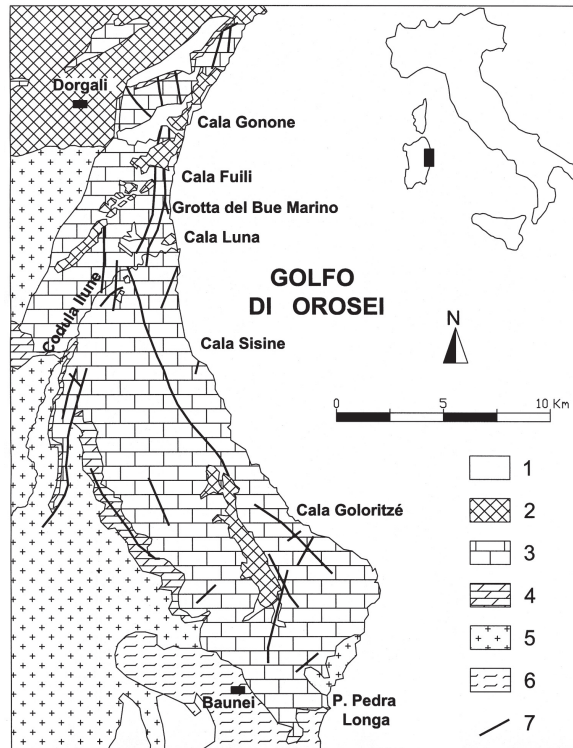 Dorgali
Cala Gonone
Cala Fuili
Grotta del Bue Marino
Cala Luna
Codula Ilune
GOLFO
DI OROSEI
N
Cala Sisine
0 5 10 Km
1
2
Cala Goloritzé
3
4
5
6
Baunei
P. Pedra
Longa
7